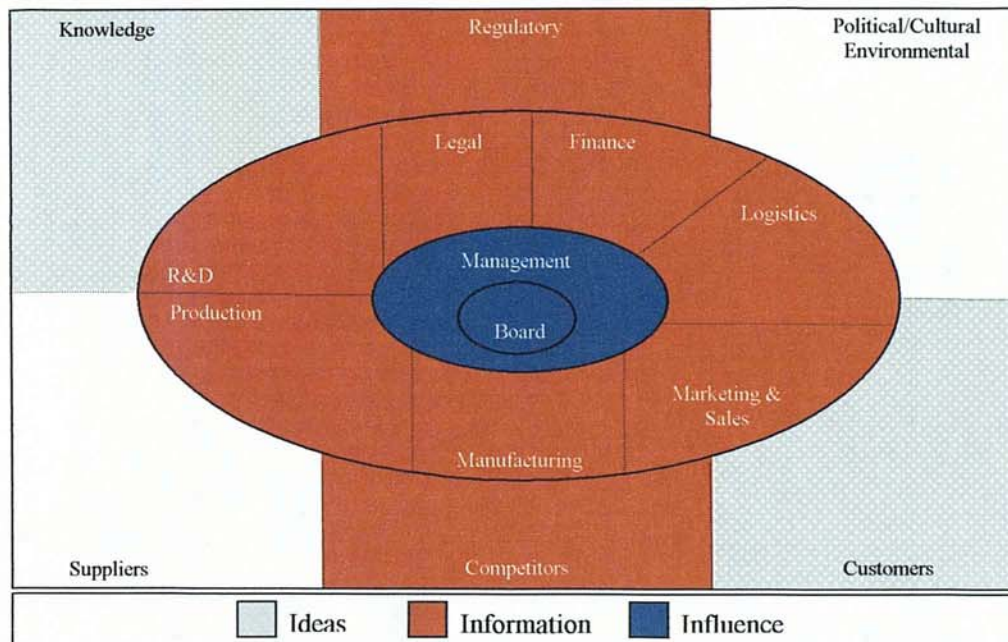 Knowledge
Regulatory
Political/Cultural
Environmental
Legal
Finance
Logistics
Management
R&D
Production
Board
Marketing &
Sales
Manufacturing
Suppliers
Competitors
Customers
Ideas
Information
Influence